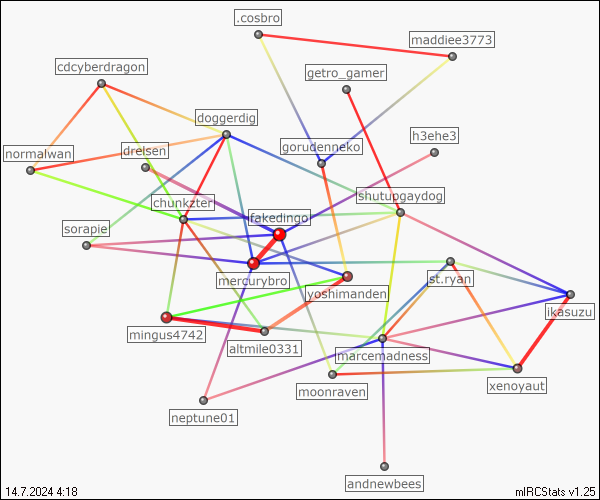 .cosbro
maddiee3773
cdcyberdragon
getro_gamer
doggerdig
h3ehe3
gorudenneko
drelsen
normalwan
shutupgaydog
chunkzter
fakedingo
sorapie
mercurybro
st.ryan
yoshimanden
ikasuzu
mingus4742
altmile0331
marcemadness
xenoyaut
moonraven
neptune01
andnewbees
14.7.2024 4:18
mIRCStats v1.25